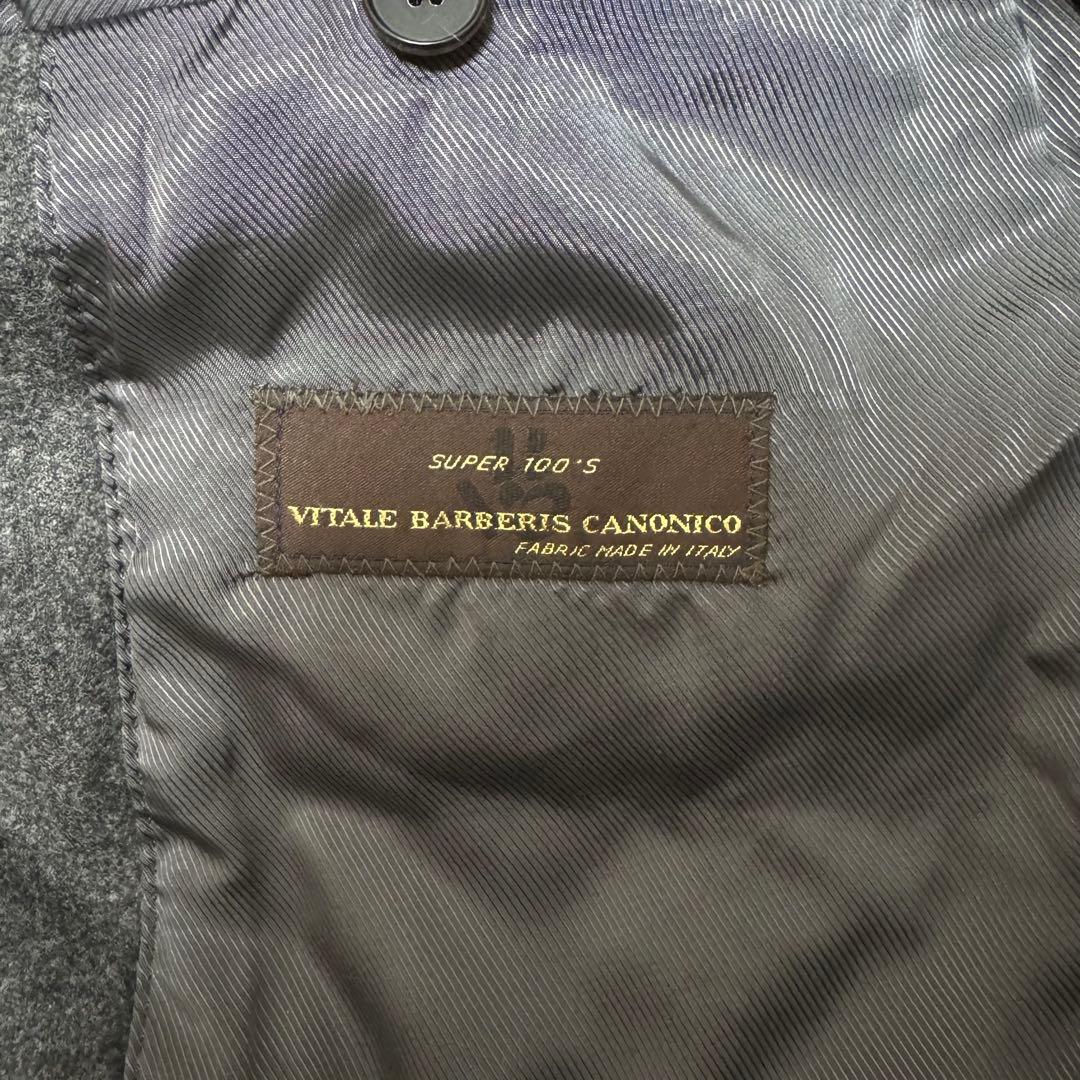 SUPER 100'S
VITALE BARBERIS CANONICO
FABRIC MADE IN ITALY